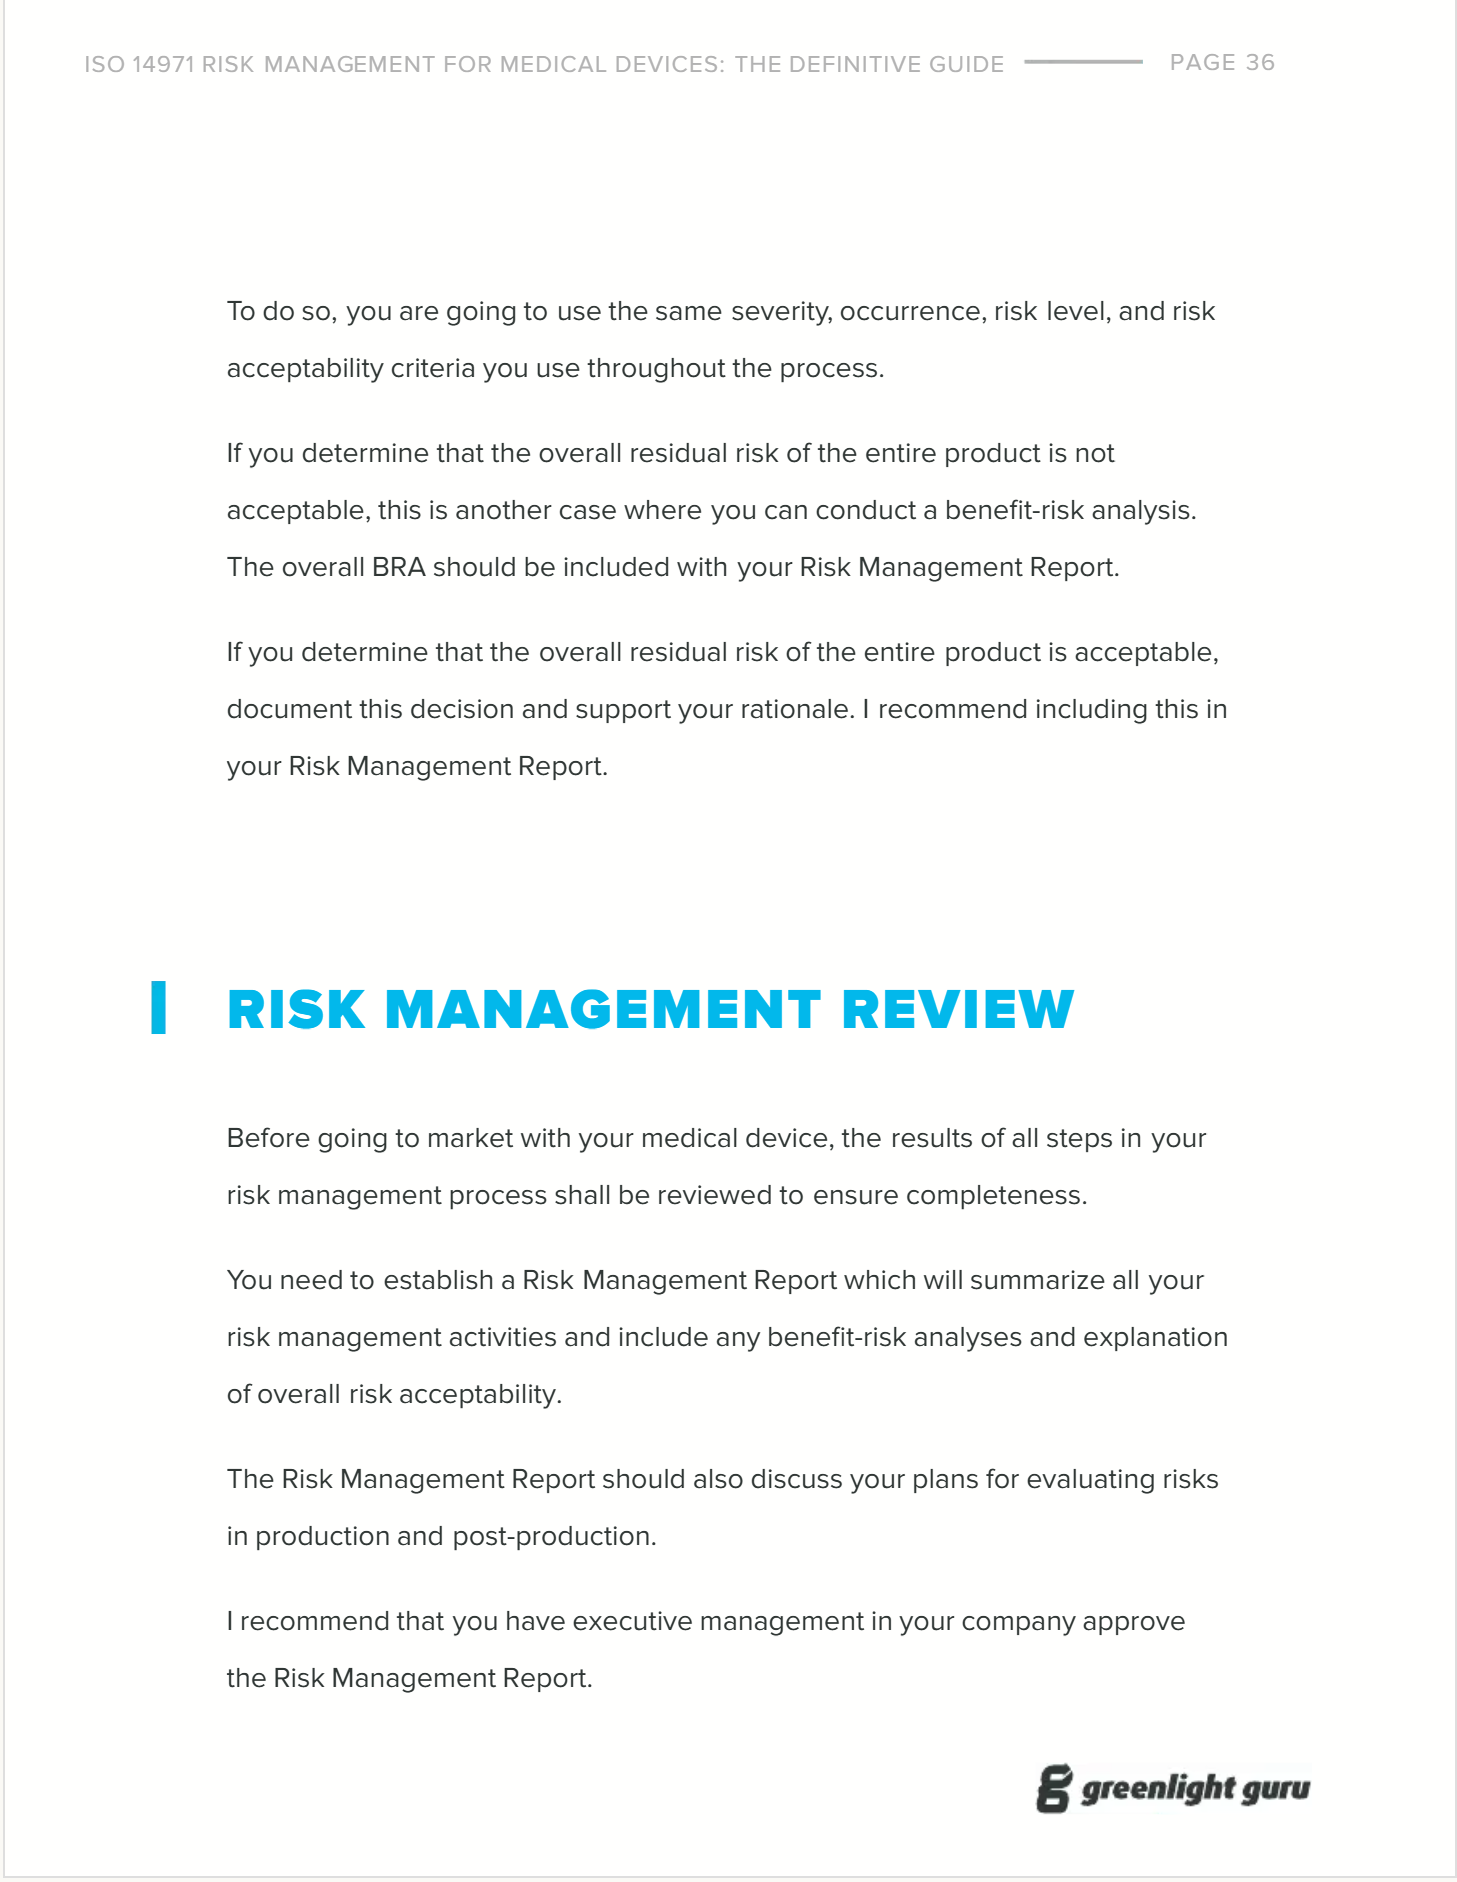 ISO 14971 RISK MANAGEMENT FOR MEDICAL DEVICES: THE DEFINITIVE GUIDE PAGE 36
To do so, you are going to use the same severity, occurrence, risk level, and risk
acceptability criteria you use throughout the process.
If you determine that the overall residual risk of the entire product is not
acceptable, this is another case where you can conduct a benefit-risk analysis.
The overall BRA should be included with your Risk Management Report.
If you determine that the overall residual risk of the entire product is acceptable,
document this decision and support your rationale. I recommend including this in
your Risk Management Report.
RISK MANAGEMENT REVIEW
Before going to market with your medical device, the results of all steps in your
risk management process shall be reviewed to ensure completeness.
You need to establish a Risk Management Report which will summarize all your
risk management activities and include any benefit-risk analyses and explanation
of overall risk acceptability.
The Risk Management Report should also discuss your plans for evaluating risks
in production and post-production.
I recommend that you have executive management in your company approve
the Risk Management Report.
greenlight guru